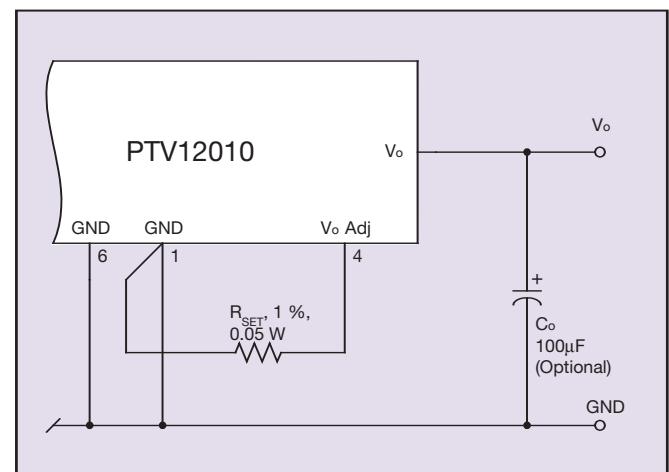 PTV12010
Vo
Vo
GND
GND
Vo Adj
6
1
4
RSET, 1 %,
0.05 W
+
Co
100μF
(Optional)
GND